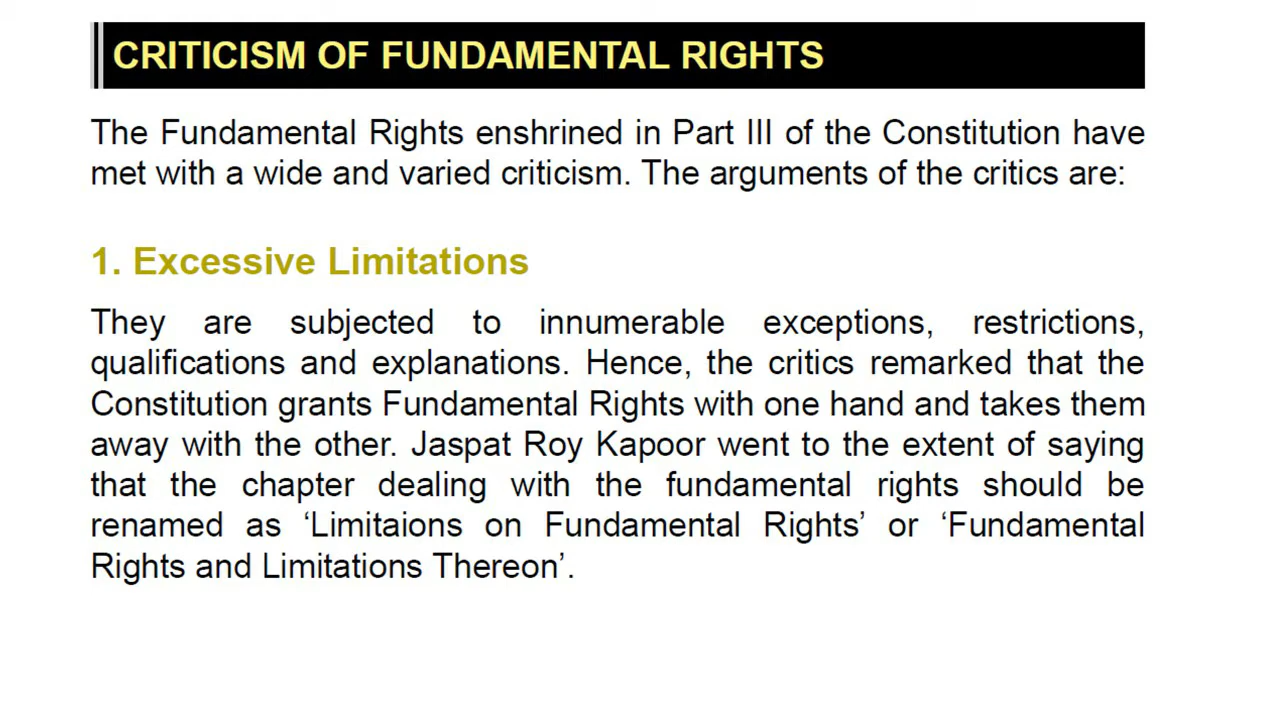 CRITICISM OF FUNDAMENTAL RIGHTS
The Fundamental Rights enshrined in Part III of the Constitution have
met with a wide and varied criticism. The arguments of the critics are:
1. Excessive Limitations
They are subjected to innumerable exceptions, restrictions,
qualifications and explanations. Hence, the critics remarked that the
Constitution grants Fundamental Rights with one hand and takes them
away with the other. Jaspat Roy Kapoor went to the extent of saying
that the chapter dealing with the fundamental rights should be
renamed as ‘Limitaions on Fundamental Rights’ or ‘Fundamental
Rights and Limitations Thereon’.